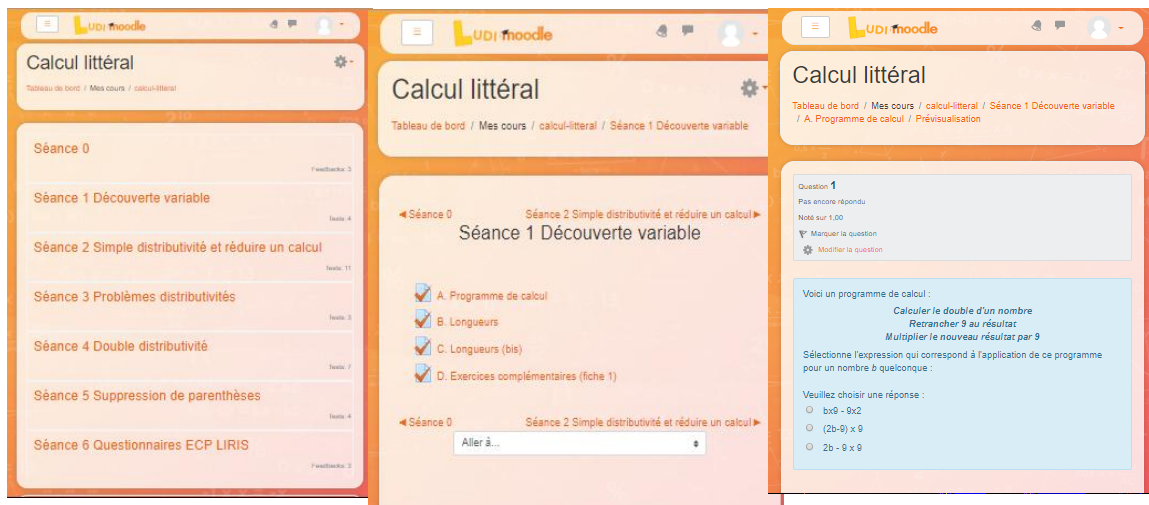 LUDI moodle
Calcul littéral
Tableau de bord / Mes cours / calcul-litteral
Séance 0
Feedbacks: 3
Séance 1 Découverte variable
Tests: 4
Séance 2 Simple distributivité et réduire un calcul
Tests: 11
Séance 3 Problèmes distributivités
Tests: 3
Séance 4 Double distributivité
Tests: 7
Séance 5 Suppression de parenthèses
Tests: 4
Séance 6 Questionnaires ECP LIRIS
Feedbacks: 3
LUDI moodle
Calcul littéral
Tableau de bord / Mes cours / calcul-litteral / Séance 1 Découverte variable
◄ Séance 0 Séance 2 Simple distributivité et réduire un calcul ►
Séance 1 Découverte variable
A. Programme de calcul
B. Longueurs
C. Longueurs (bis)
D. Exercices complémentaires (fiche 1)
◄ Séance 0 Séance 2 Simple distributivité et réduire un calcul ►
Aller à...
LUDI moodle
Calcul littéral
Tableau de bord / Mes cours / calcul-litteral / Séance 1 Découverte variable
/ A. Programme de calcul / Prévisualisation
Question 1
Pas encore répondu
Noté sur 1,00
Marquer la question
Modifier la question
Voici un programme de calcul :
Calculer le double d'un nombre
Retrancher 9 au résultat
Multiplier le nouveau résultat par 9
Sélectionne l'expression qui correspond à l'application de ce programme
pour un nombre b quelconque :
Veuillez choisir une réponse :
bx9 - 9x2
(2b-9) x 9
2b - 9 x 9